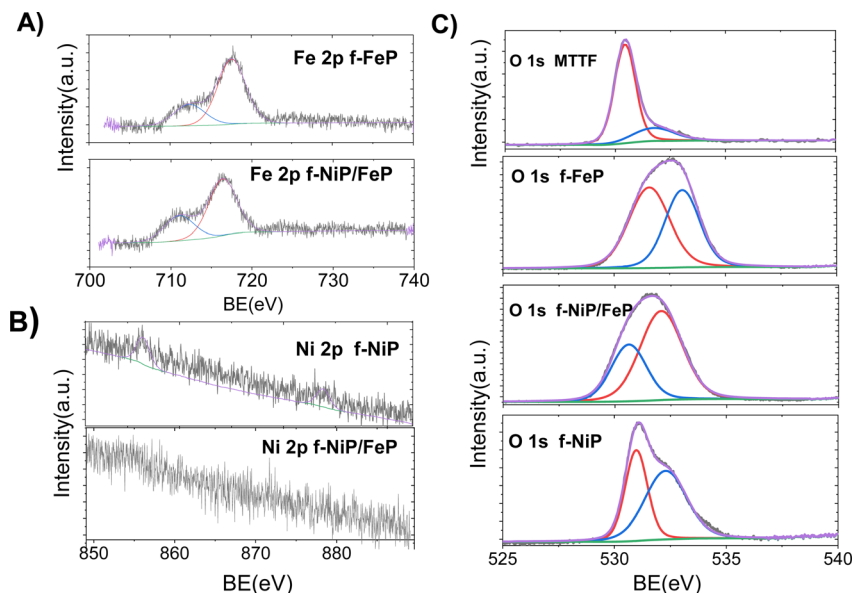 A)
Fe 2p f-FeP
Fe 2p f-NiP/FeP
Intensity(a.u.)
700 710 720 730 740
BE(eV)
B)
Ni 2p f-NiP
Ni 2p f-NiP/FeP
Intensity(a.u.)
850 860 870 880
BE(eV)
C)
O 1s MTTF
O 1s f-FeP
O 1s f-NiP/FeP
O 1s f-NiP
Intensity(a.u.)
Intensity(a.u.)
525 530 535 540
BE(eV)